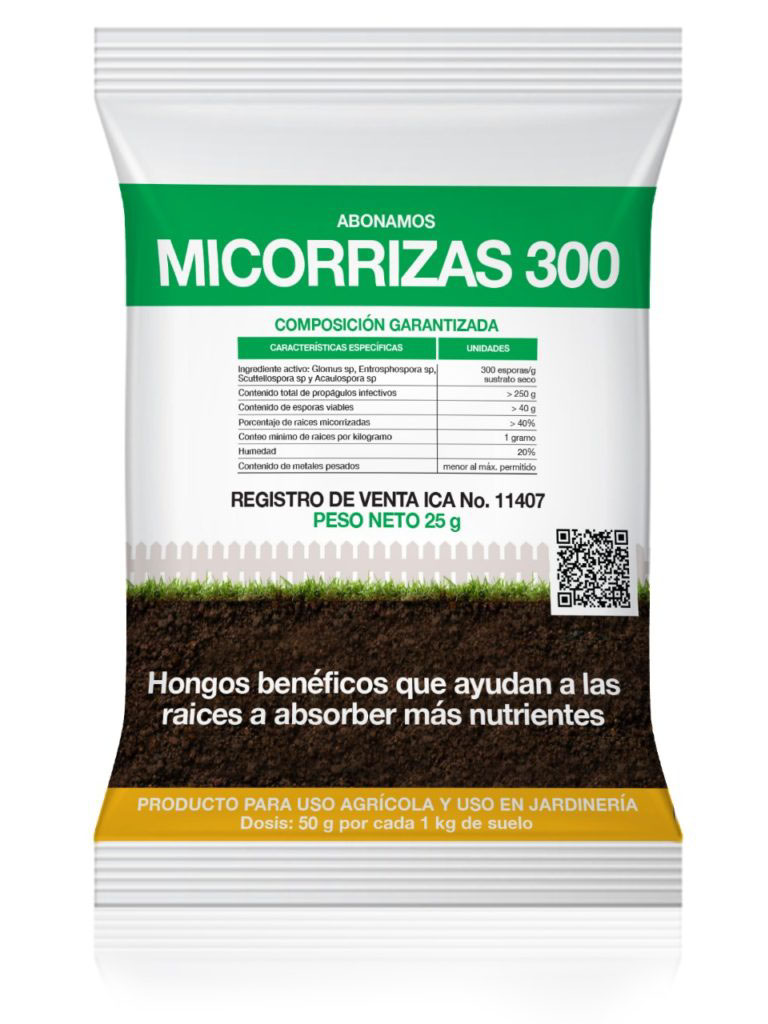 ABONAMOS
MICORRIZAS 300
COMPOSICIÓN GARANTIZADA
CARACTERÍSTICAS ESPECÍFICAS UNIDADES
Ingrediente activo: Glomus sp, Entrosphospora sp, 300 esporas/g
Scuttellospora sp y Acaulospora sp sustrato seco
Contenido total de propágulos infectivos > 250 g
Contenido de esporas viables > 40 g
Porcentaje de raices micorrizadas > 40%
Conteo minimo de raices por kilogramo 1 gramo
Humedad 20%
Contenido de metales pesados menor al máx. permitido
REGISTRO DE VENTA ICA No. 11407
PESO NETO 25 g
Hongos benéficos que ayudan a las
raices a absorber más nutrientes
PRODUCTO PARA USO AGRÍCOLA Y USO EN JARDINERÍA
Dosis: 50 g por cada 1 kg de suelo